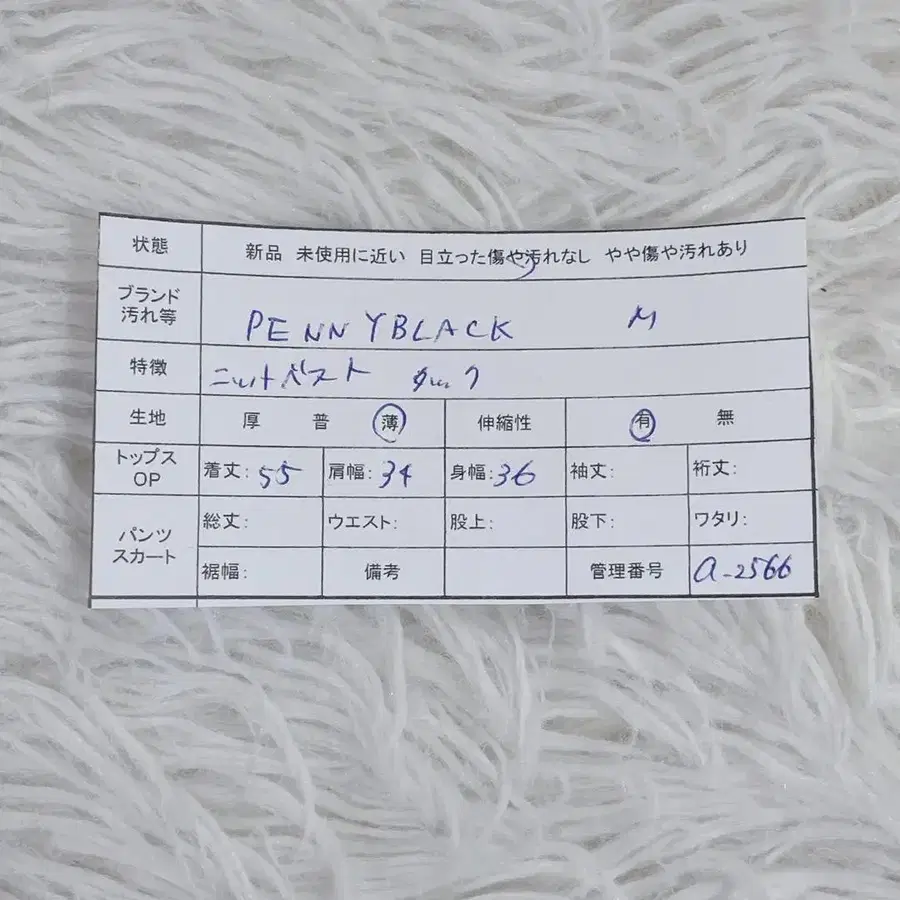 状態 新品 未使用に近い 目立った傷や汚れなし やや傷や汚れあり
ブランド
汚れ等 PENNYBLACK M
特徴 ニットベスト タック
生地 厚 普 薄 伸縮性 有 無
トップス
OP 着丈: 55 肩幅: 34 身幅: 36 袖丈: 裄丈:
パンツ
スカート 総丈: ウエスト: 股上: 股下: ワタリ:
裾幅: 備考 管理番号 a-2566